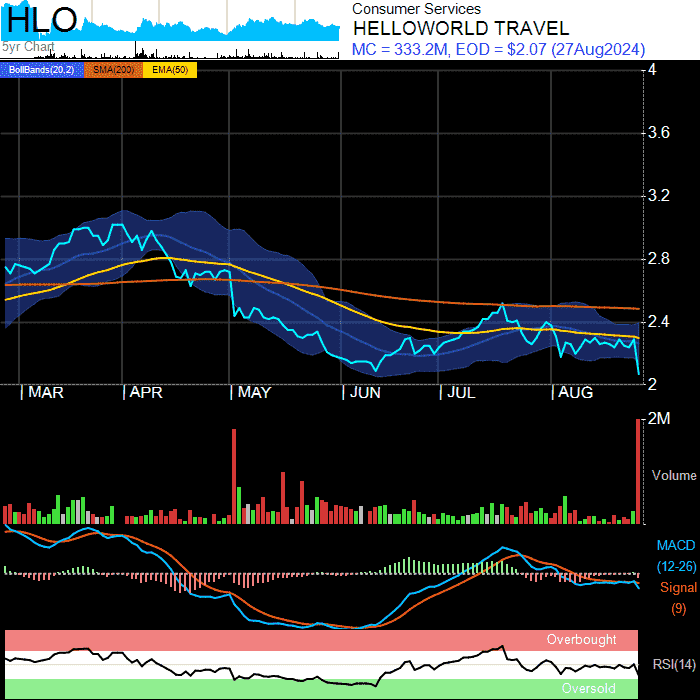 HLO
5yr Chart
Consumer Services
HELLOWORLD TRAVEL
MC = 333.2M, EOD = $2.07 (27Aug2024)
BollBands(20,2) SMA(200) EMA(50)
4
3.6
3.2
2.8
2.4
2
MAR APR MAY JUN JUL AUG
2M
Volume
MACD
(12-26)
Signal
(9)
Overbought
RSI(14)
Oversold